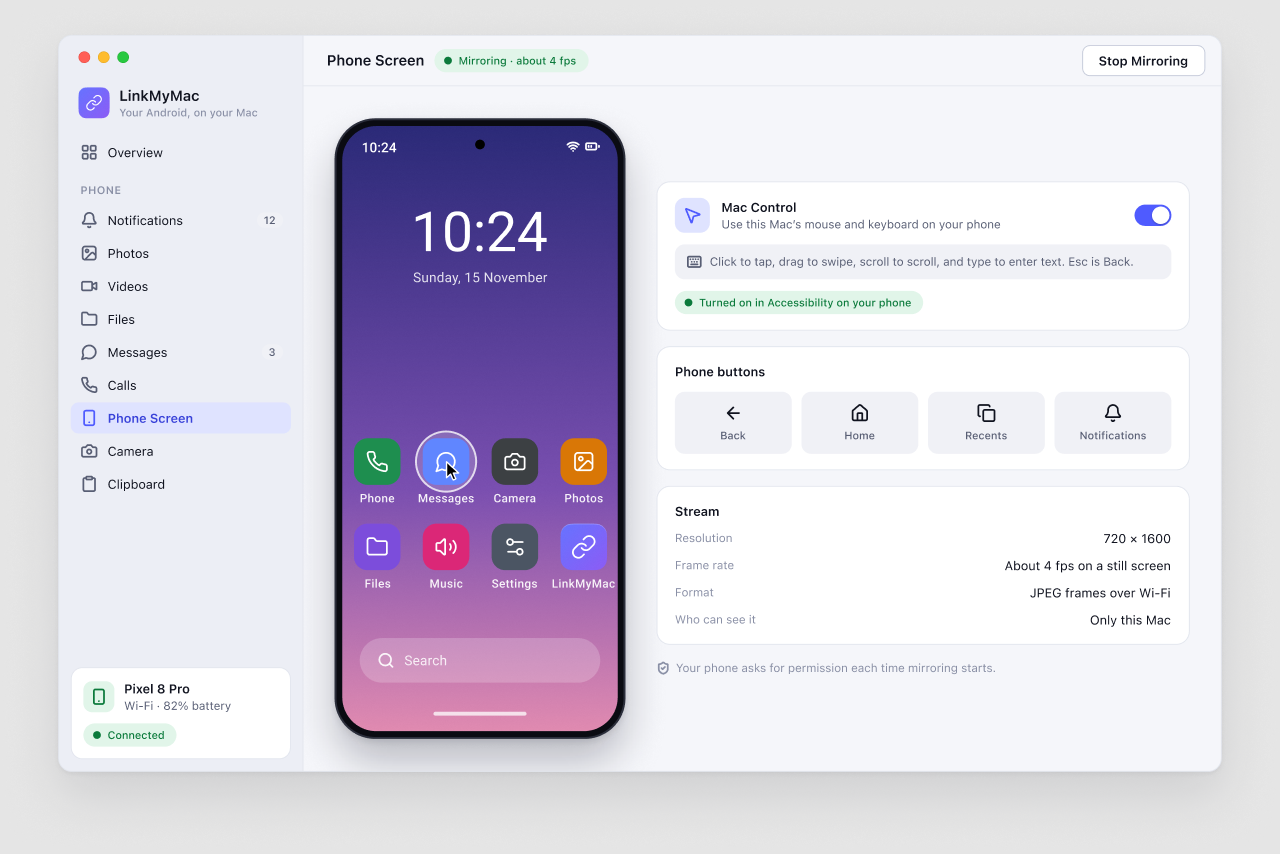 LinkMyMac
Your Android, on your Mac
Overview
PHONE
Notifications 12
Photos
Videos
Files
Messages 3
Calls
Phone Screen
Camera
Clipboard
Pixel 8 Pro
Wi-Fi · 82% battery
Connected
Phone Screen
Mirroring · about 4 fps
Stop Mirroring
10:24
10:24
Sunday, 15 November
Phone Messages Camera Photos
Files Music Settings LinkMyMac
Search
Mac Control
Use this Mac's mouse and keyboard on your phone
Click to tap, drag to swipe, scroll to scroll, and type to enter text. Esc is Back.
Turned on in Accessibility on your phone
Phone buttons
Back Home Recents Notifications
Stream
Resolution 720 × 1600
Frame rate About 4 fps on a still screen
Format JPEG frames over Wi-Fi
Who can see it Only this Mac
Your phone asks for permission each time mirroring starts.